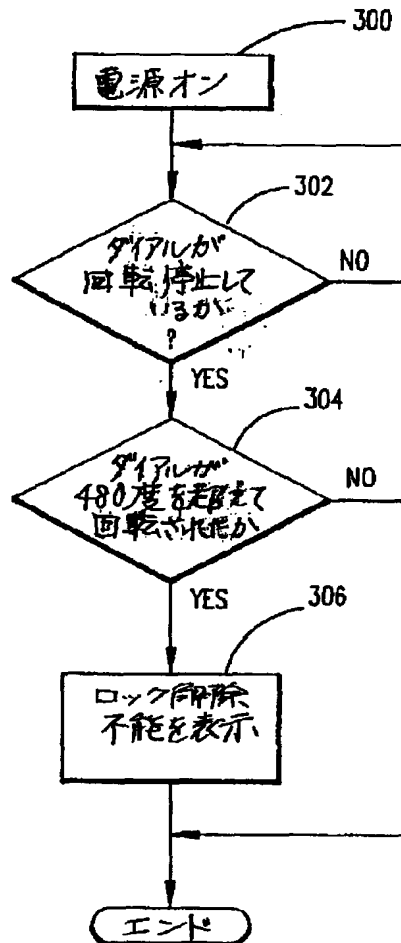 300
電源オン
302
ダイアルが
回転停止して
いるか
?
NO
YES
304
ダイアルが
480度を超えて
回転されたか
NO
YES
306
ロック解除
不能を表示
エンド